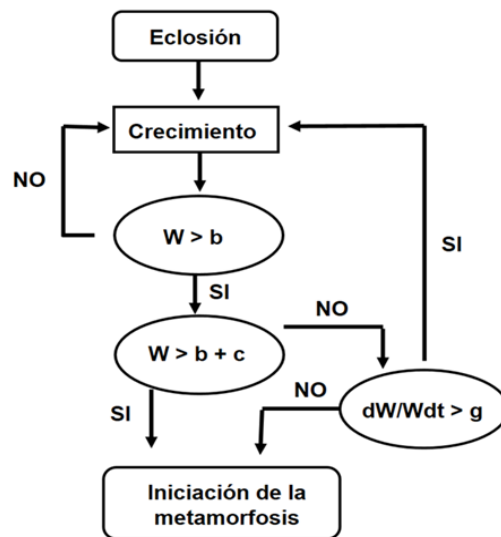 Eclosión
Crecimiento
NO
W > b
SI
SI
NO
W > b + c
NO
SI
dW/Wdt > g
Iniciación de la
metamorfosis